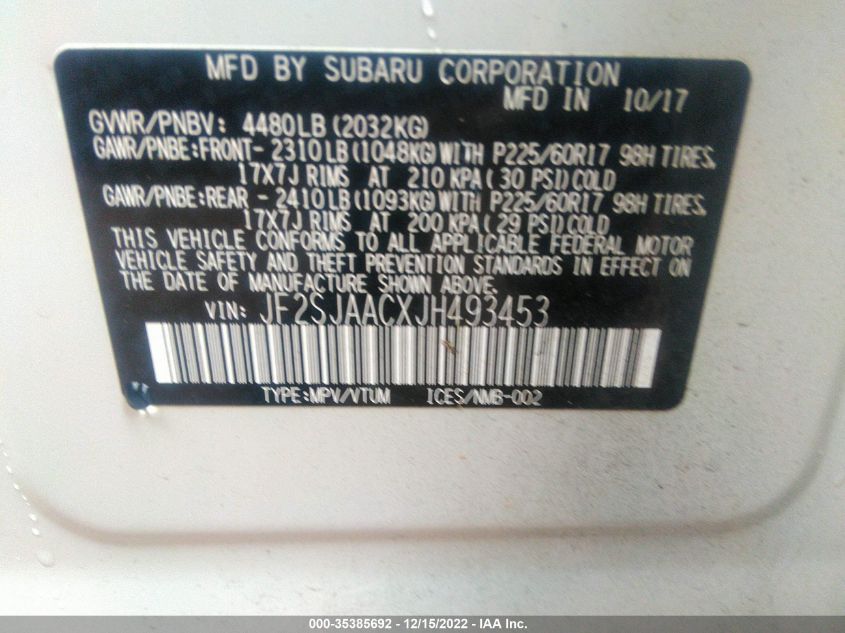 MFD BY SUBARU CORPORATION
MFD IN 10/17
GVWR/PNBV: 4480LB(2032KG)
GAWR/PNBE:FRONT- 2310LB(1048KG)WITH P225/60R17 98H TIRES,
17X7J RIMS AT 210 KPA( 30 PSI)COLD
GAWR/PNBE:REAR - 2410LB(1093KG)WITH P225/60R17 98H TIRES,
17X7J RIMS AT 200 KPA( 29 PSI)COLD
THIS VEHICLE CONFORMS TO ALL APPLICABLE FEDERAL MOTOR
VEHICLE SAFETY AND THEFT PREVENTION STANDARDS IN EFFECT ON
THE DATE OF MANUFACTURE SHOWN ABOVE.
VIN: JF2SJAACXJH493453
TYPE:MPV/VTUM ICES/NMB-002
000-35385692 - 12/15/2022 - IAA Inc.